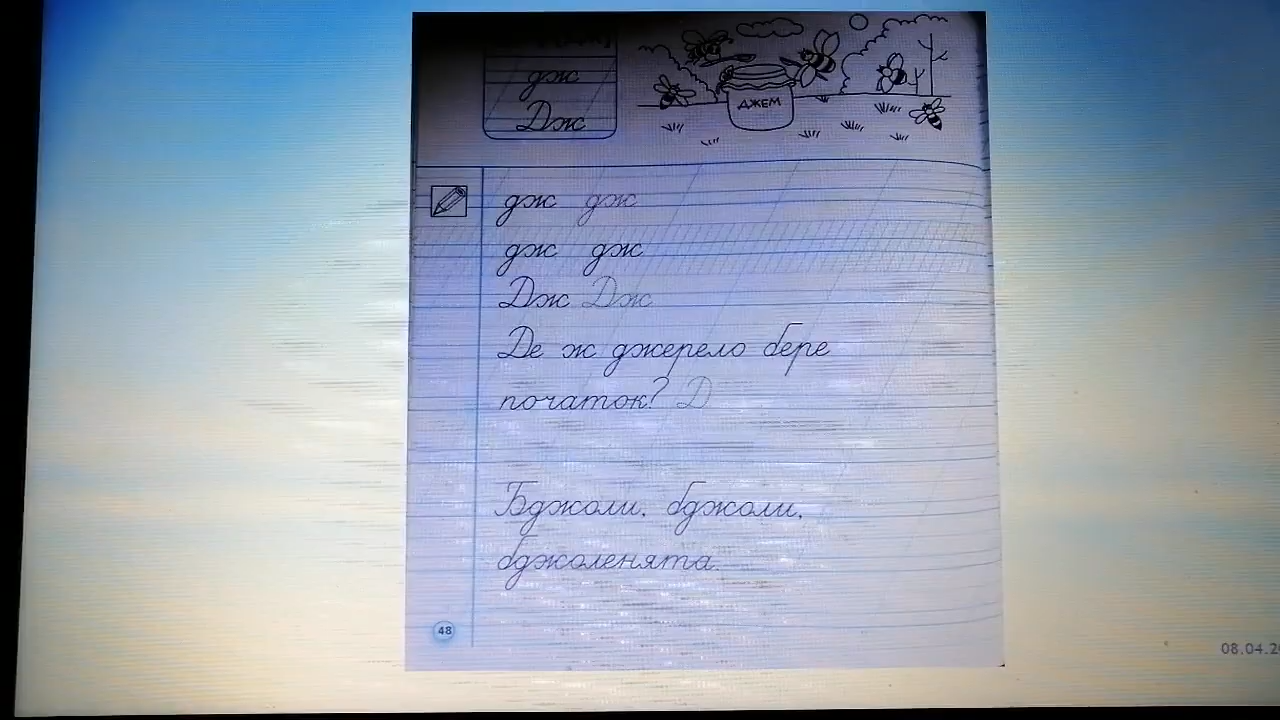 дж
Дж
ДЖЕМ
дж дж
дж дж
Дж Дж
Де ж джерело бере
початок? Д
Бджоли, бджоли,
бджоленята.
48
08.04.2